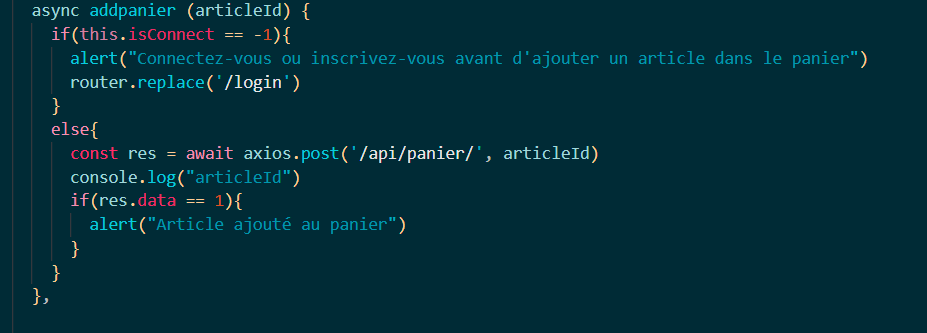 async addpanier (articleId) {
if(this.isConnect == -1){
alert("Connectez-vous ou inscrivez-vous avant d'ajouter un article dans le panier")
router.replace('/login')
}
else{
const res = await axios.post('/api/panier/', articleId)
console.log("articleId")
if(res.data == 1){
alert("Article ajouté au panier")
}
}
},